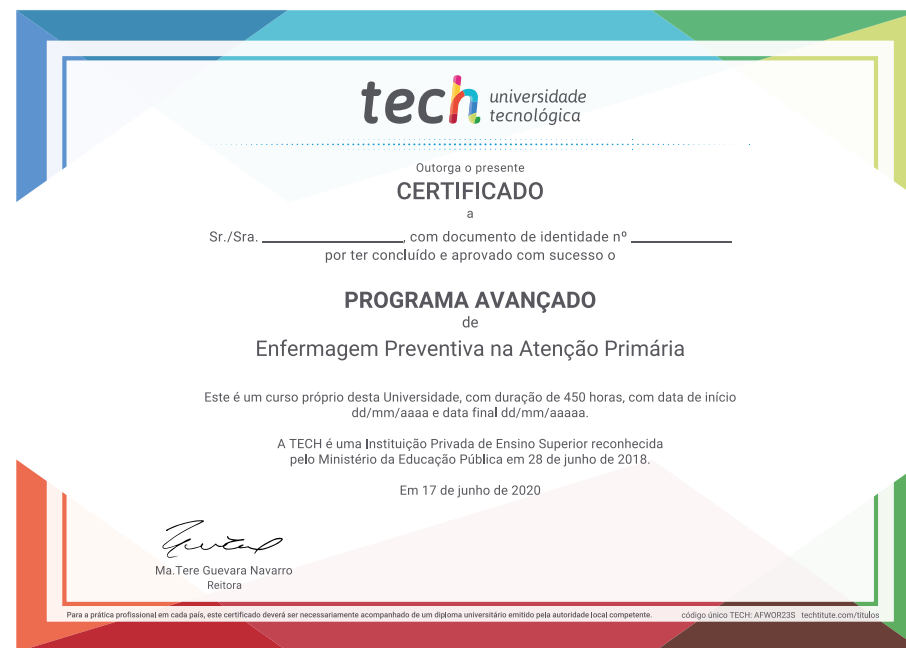 tech universidade
tecnológica
Outorga o presente
CERTIFICADO
a
Sr./Sra. ____________, com documento de identidade nº ____________
por ter concluído e aprovado com sucesso o
PROGRAMA AVANÇADO
de
Enfermagem Preventiva na Atenção Primária
Este é um curso próprio desta Universidade, com duração de 450 horas, com data de início
dd/mm/aaaa e data final dd/mm/aaaaa.
A TECH é uma Instituição Privada de Ensino Superior reconhecida
pelo Ministério da Educação Pública em 28 de junho de 2018.
Em 17 de junho de 2020
Ma.Tere Guevara Navarro
Reitora
Para a prática profissional em cada país, este certificado deverá ser necessariamente acompanhado de um diploma universitário emitido pela autoridade local competente. código único TECH: AFWOR23S techtitute.com/titulos